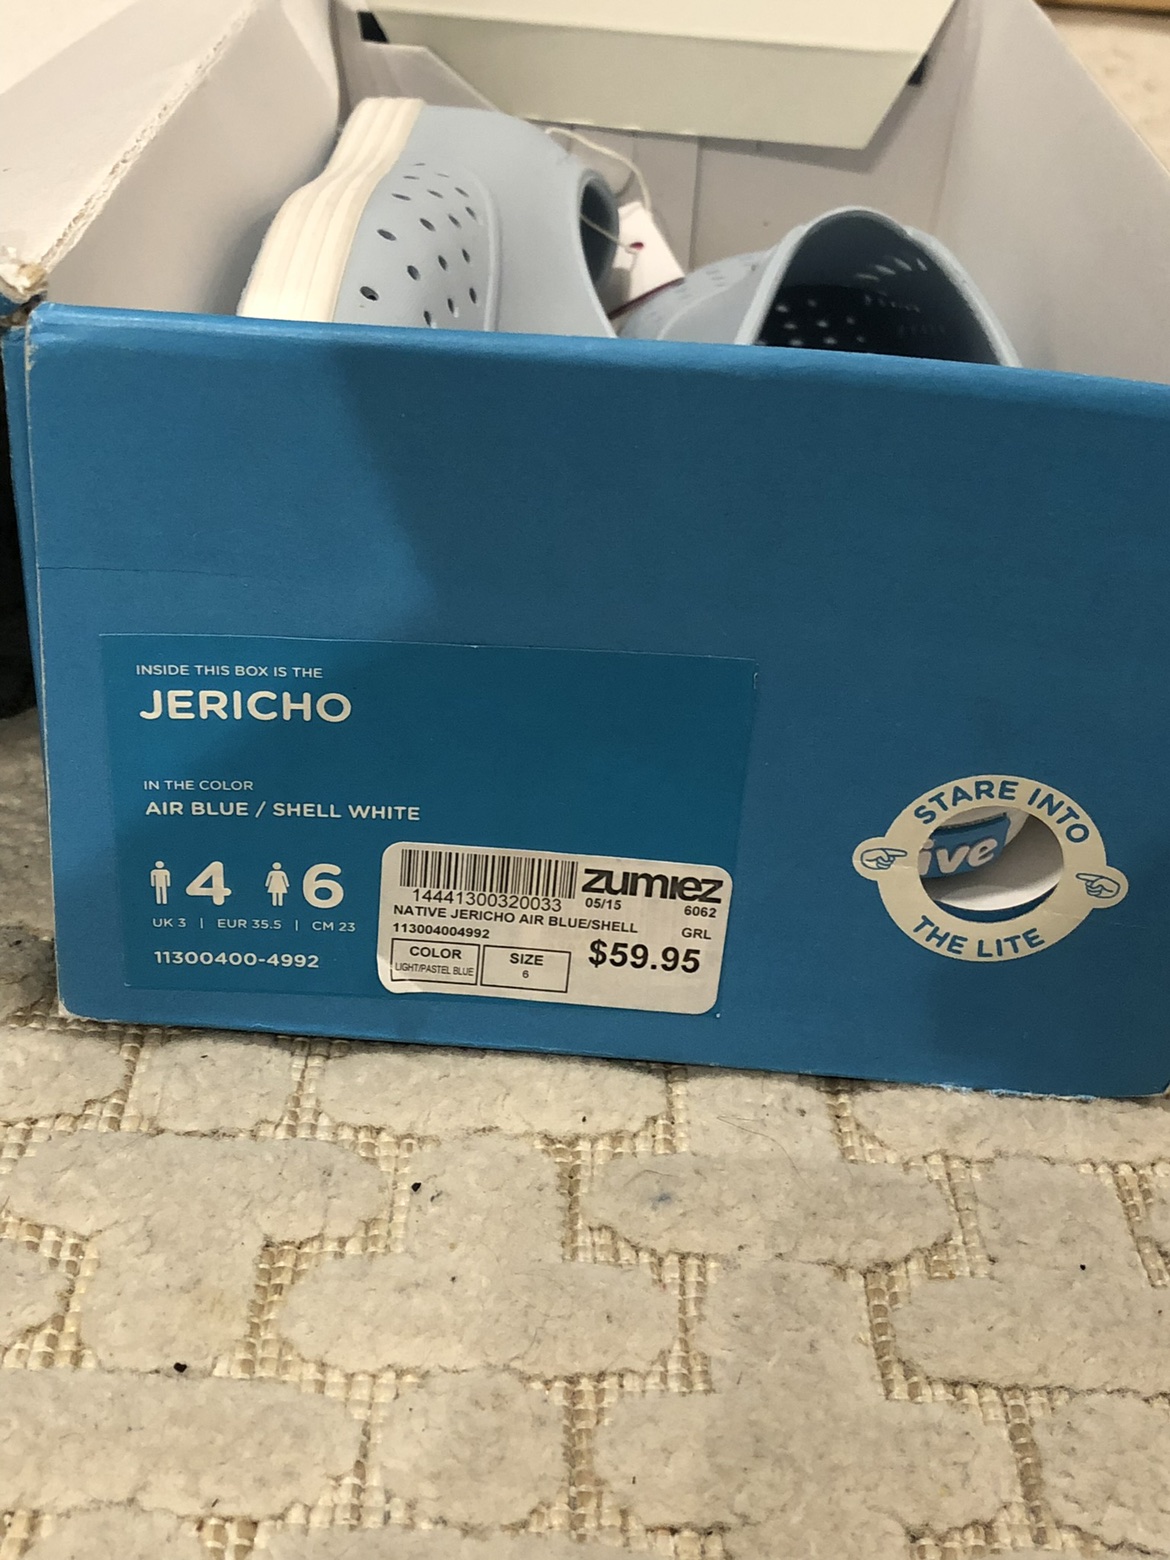 INSIDE THIS BOX IS THE
JERICHO
IN THE COLOR
AIR BLUE / SHELL WHITE
4 6
UK 3 | EUR 35.5 | CM 23
11300400-4992
zumiez
14441300320033 05/15 6062
NATIVE JERICHO AIR BLUE/SHELL
113004004992 GRL
COLOR
LIGHT/PASTEL BLUE
SIZE
6
$59.95
STARE INTO
ive
THE LITE